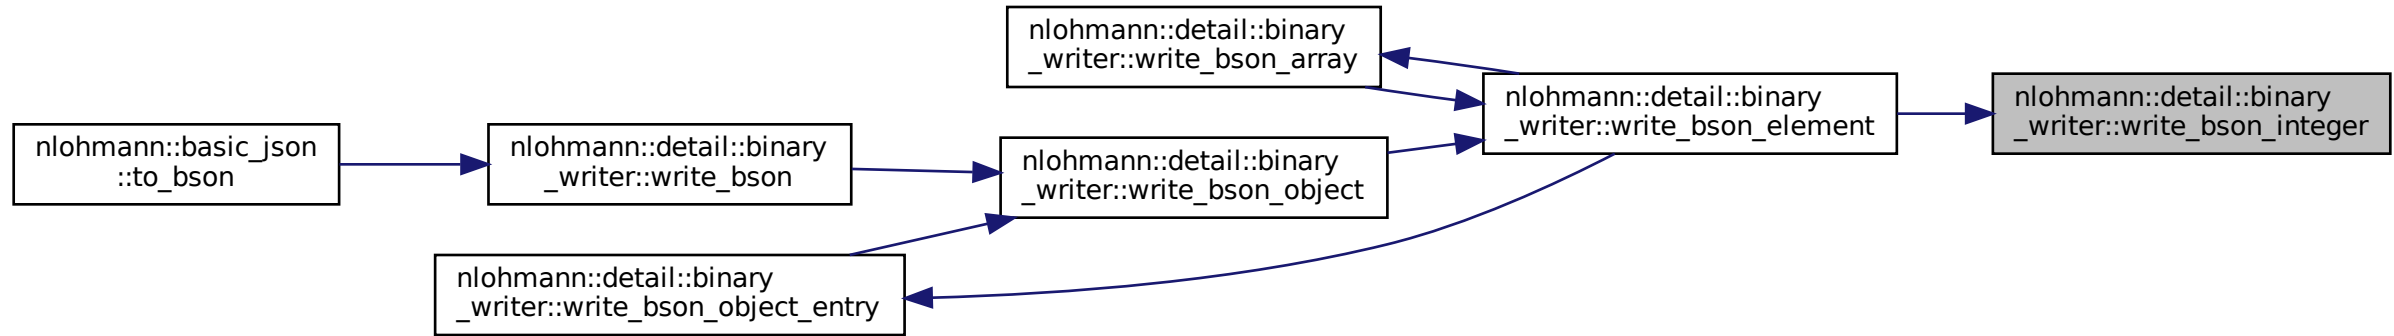 nlohmann::detail::binary
_writer::write_bson_array
nlohmann::detail::binary
_writer::write_bson_element
nlohmann::detail::binary
_writer::write_bson_integer
nlohmann::basic_json
::to_bson
nlohmann::detail::binary
_writer::write_bson
nlohmann::detail::binary
_writer::write_bson_object
nlohmann::detail::binary
_writer::write_bson_object_entry